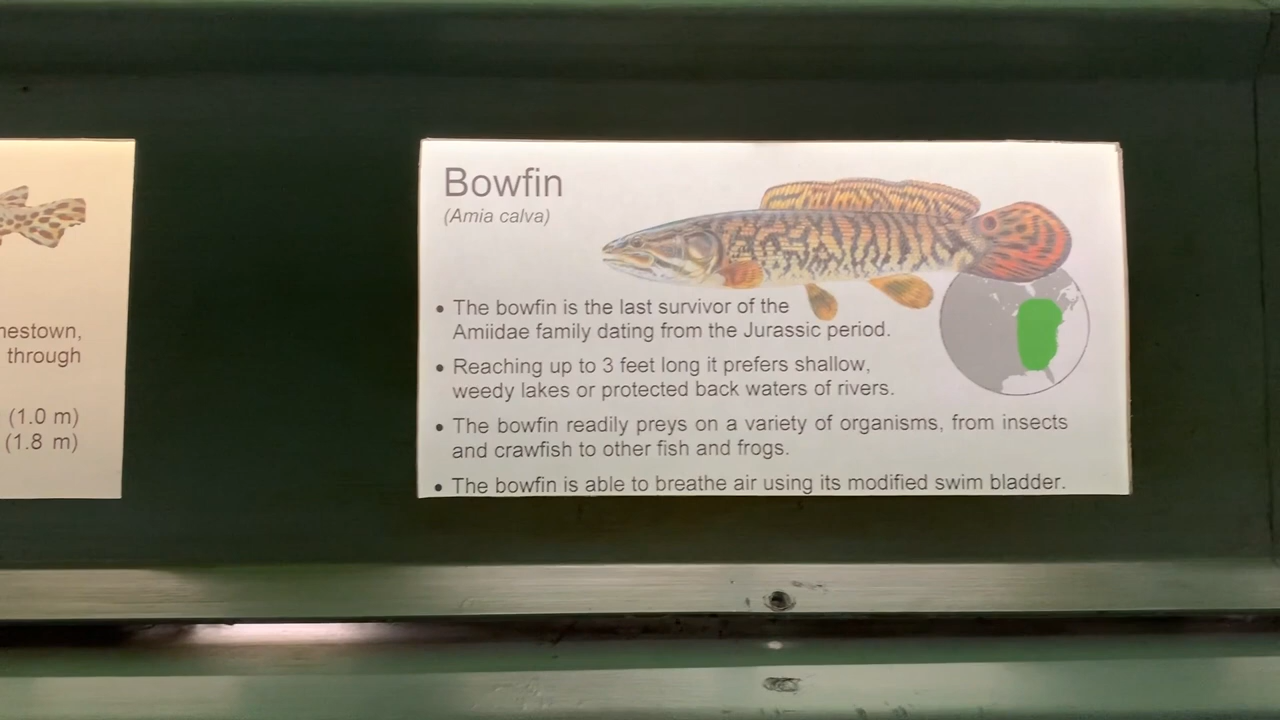 nestown,
through
(1.0 m)
(1.8 m)
Bowfin
(Amia calva)
• The bowfin is the last survivor of the
Amiidae family dating from the Jurassic period.
• Reaching up to 3 feet long it prefers shallow,
weedy lakes or protected back waters of rivers.
• The bowfin readily preys on a variety of organisms, from insects
and crawfish to other fish and frogs.
• The bowfin is able to breathe air using its modified swim bladder.